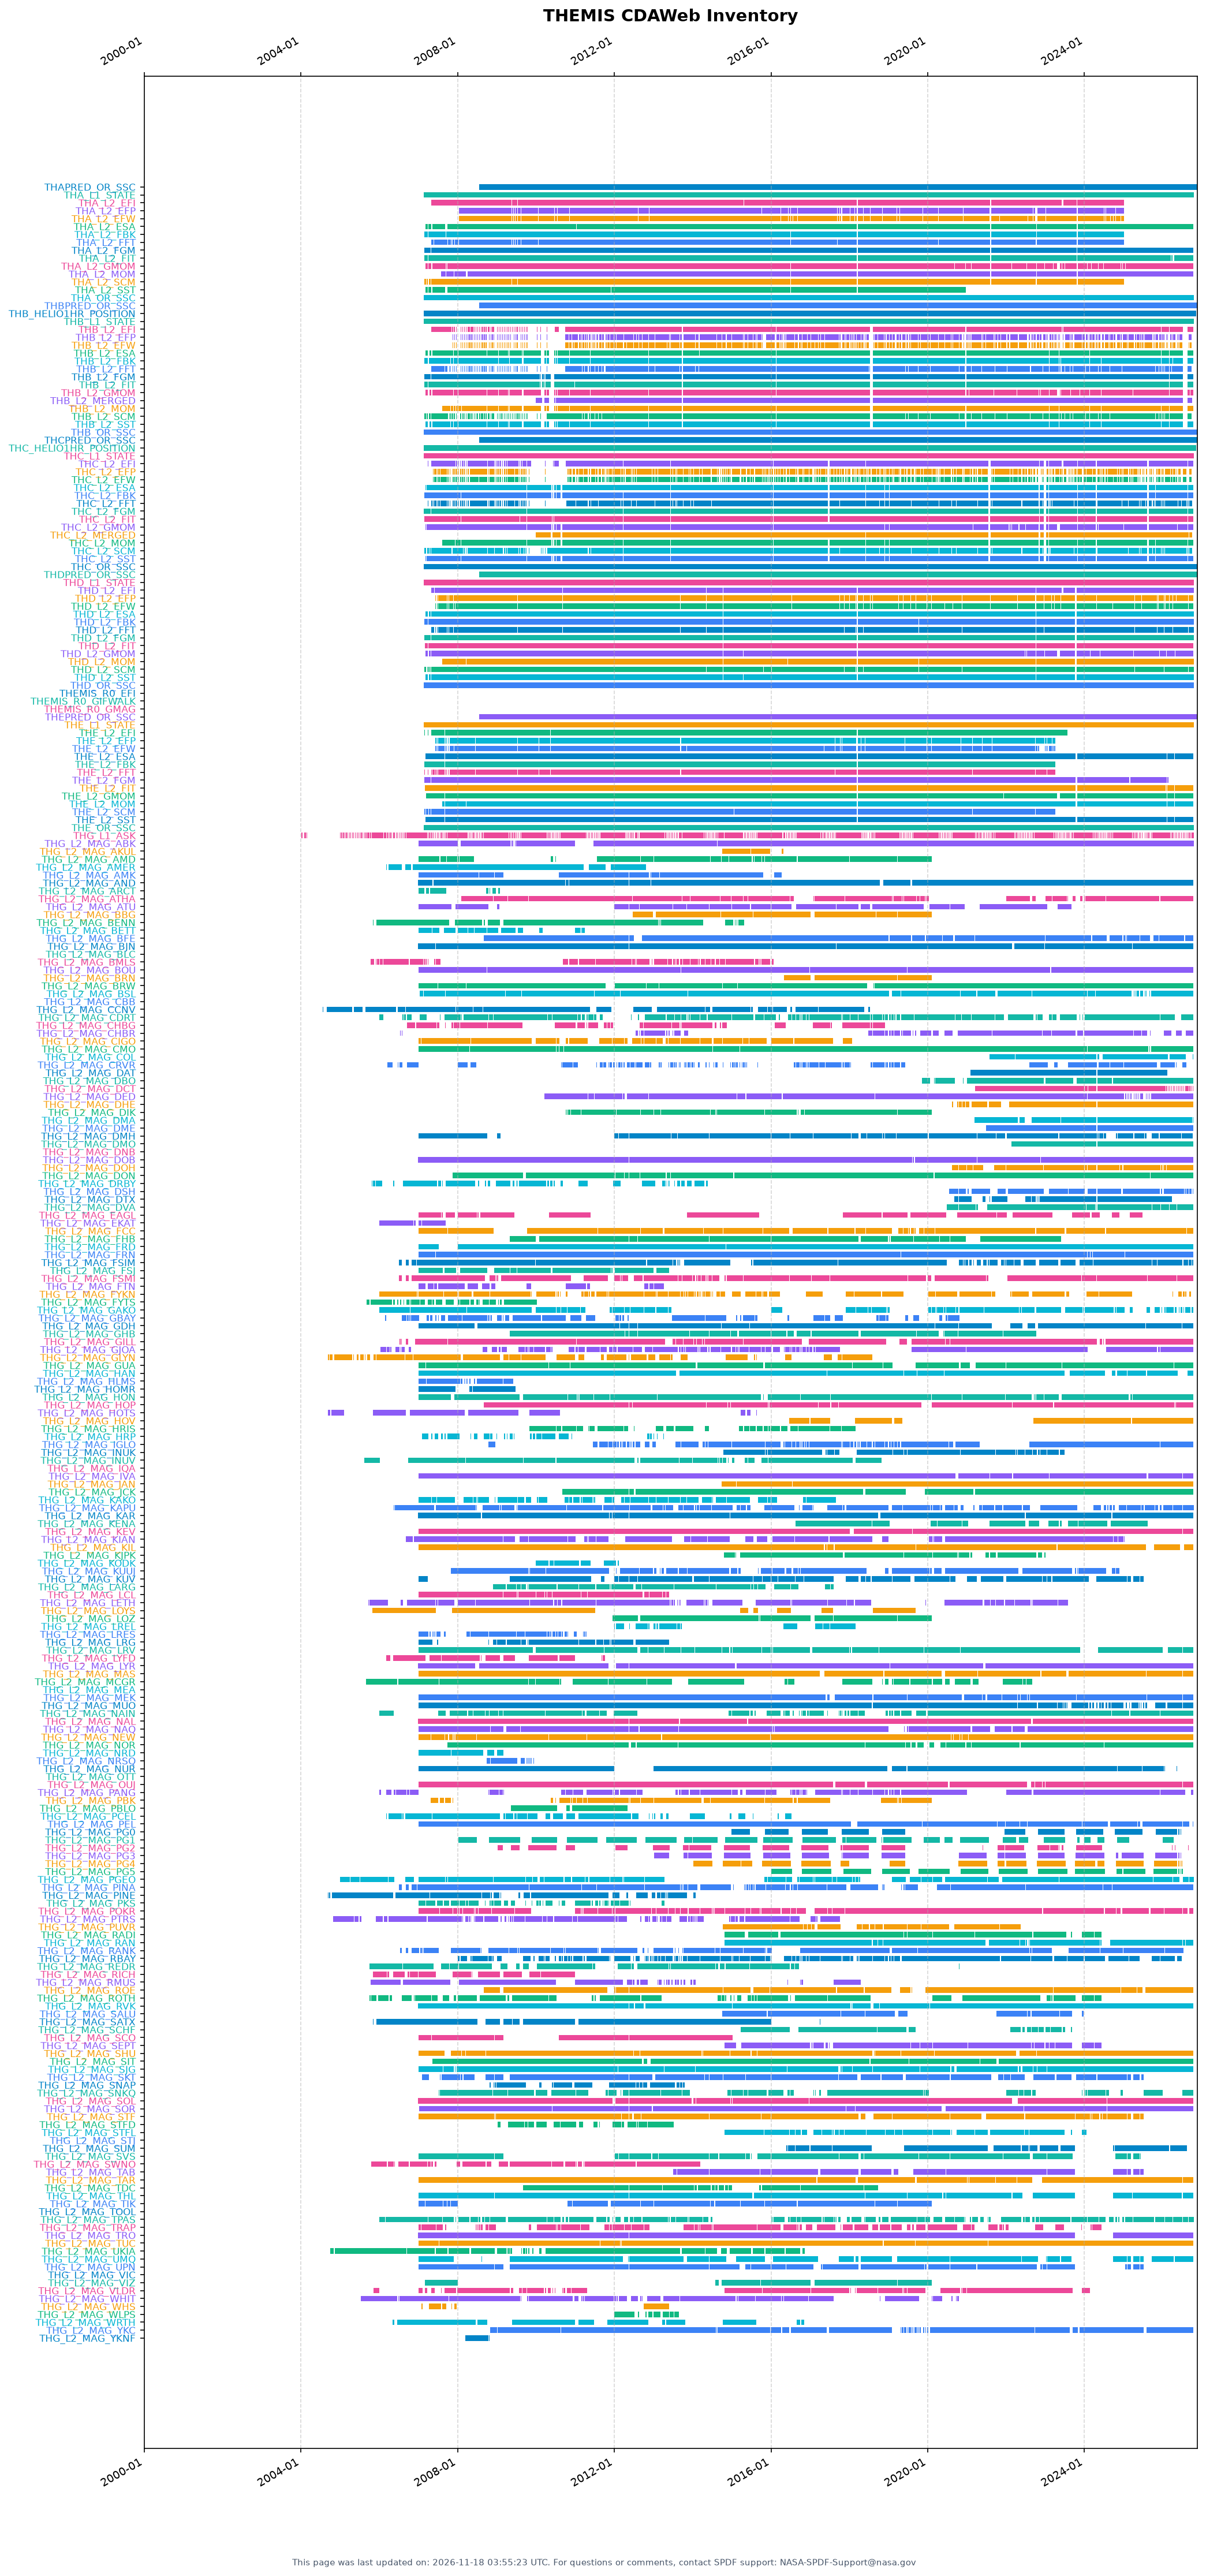 THEMIS CDAWeb Inventory
2000-01 2004-01 2008-01 2012-01 2016-01 2020-01 2024-01
THAPRED_OR_SSC
THA_L1_STATE
THA_L2_EFI
THA_L2_EFP
THA_L2_EFW
THA_L2_ESA
THA_L2_FBK
THA_L2_FFT
THA_L2_FGM
THA_L2_FIT
THA_L2_GMOM
THA_L2_MOM
THA_L2_SCM
THA_L2_SST
THA_OR_SSC
THBPRED_OR_SSC
THB_HELIO1HR_POSITION
THB_L1_STATE
THB_L2_EFI
THB_L2_EFP
THB_L2_EFW
THB_L2_ESA
THB_L2_FBK
THB_L2_FFT
THB_L2_FGM
THB_L2_FIT
THB_L2_GMOM
THB_L2_MERGED
THB_L2_MOM
THB_L2_SCM
THB_L2_SST
THB_OR_SSC
THCPRED_OR_SSC
THC_HELIO1HR_POSITION
THC_L1_STATE
THC_L2_EFI
THC_L2_EFP
THC_L2_EFW
THC_L2_ESA
THC_L2_FBK
THC_L2_FFT
THC_L2_FGM
THC_L2_FIT
THC_L2_GMOM
THC_L2_MERGED
THC_L2_MOM
THC_L2_SCM
THC_L2_SST
THC_OR_SSC
THDPRED_OR_SSC
THD_L1_STATE
THD_L2_EFI
THD_L2_EFP
THD_L2_EFW
THD_L2_ESA
THD_L2_FBK
THD_L2_FFT
THD_L2_FGM
THD_L2_FIT
THD_L2_GMOM
THD_L2_MOM
THD_L2_SCM
THD_L2_SST
THD_OR_SSC
THEMIS_R0_EFI
THEMIS_R0_GIFWALK
THEMIS_R0_GMAG
THEPRED_OR_SSC
THE_L1_STATE
THE_L2_EFI
THE_L2_EFP
THE_L2_EFW
THE_L2_ESA
THE_L2_FBK
THE_L2_FFT
THE_L2_FGM
THE_L2_FIT
THE_L2_GMOM
THE_L2_MOM
THE_L2_SCM
THE_L2_SST
THE_OR_SSC
THG_L1_ASK
THG_L2_MAG_ABK
THG_L2_MAG_AKUL
THG_L2_MAG_AMD
THG_L2_MAG_AMER
THG_L2_MAG_AMK
THG_L2_MAG_AND
THG_L2_MAG_ARCT
THG_L2_MAG_ATHA
THG_L2_MAG_ATU
THG_L2_MAG_BBG
THG_L2_MAG_BENN
THG_L2_MAG_BETT
THG_L2_MAG_BFE
THG_L2_MAG_BJN
THG_L2_MAG_BLC
THG_L2_MAG_BMLS
THG_L2_MAG_BOU
THG_L2_MAG_BRN
THG_L2_MAG_BRW
THG_L2_MAG_BSL
THG_L2_MAG_CBB
THG_L2_MAG_CCNV
THG_L2_MAG_CDRT
THG_L2_MAG_CHBG
THG_L2_MAG_CHBR
THG_L2_MAG_CIGO
THG_L2_MAG_CMO
THG_L2_MAG_COL
THG_L2_MAG_CRVR
THG_L2_MAG_DAT
THG_L2_MAG_DBO
THG_L2_MAG_DCT
THG_L2_MAG_DED
THG_L2_MAG_DHE
THG_L2_MAG_DIK
THG_L2_MAG_DMA
THG_L2_MAG_DME
THG_L2_MAG_DMH
THG_L2_MAG_DMO
THG_L2_MAG_DNB
THG_L2_MAG_DOB
THG_L2_MAG_DOH
THG_L2_MAG_DON
THG_L2_MAG_DRBY
THG_L2_MAG_DSH
THG_L2_MAG_DTX
THG_L2_MAG_DVA
THG_L2_MAG_EAGL
THG_L2_MAG_EKAT
THG_L2_MAG_FCC
THG_L2_MAG_FHB
THG_L2_MAG_FRD
THG_L2_MAG_FRN
THG_L2_MAG_FSIM
THG_L2_MAG_FSJ
THG_L2_MAG_FSMI
THG_L2_MAG_FTN
THG_L2_MAG_FYKN
THG_L2_MAG_FYTS
THG_L2_MAG_GAKO
THG_L2_MAG_GBAY
THG_L2_MAG_GDH
THG_L2_MAG_GHB
THG_L2_MAG_GILL
THG_L2_MAG_GJOA
THG_L2_MAG_GLYN
THG_L2_MAG_GUA
THG_L2_MAG_HAN
THG_L2_MAG_HLMS
THG_L2_MAG_HOMR
THG_L2_MAG_HON
THG_L2_MAG_HOP
THG_L2_MAG_HOTS
THG_L2_MAG_HOV
THG_L2_MAG_HRIS
THG_L2_MAG_HRP
THG_L2_MAG_IGLO
THG_L2_MAG_INUK
THG_L2_MAG_INUV
THG_L2_MAG_IQA
THG_L2_MAG_IVA
THG_L2_MAG_JAN
THG_L2_MAG_JCK
THG_L2_MAG_KAKO
THG_L2_MAG_KAPU
THG_L2_MAG_KAR
THG_L2_MAG_KENA
THG_L2_MAG_KEV
THG_L2_MAG_KIAN
THG_L2_MAG_KIL
THG_L2_MAG_KJPK
THG_L2_MAG_KODK
THG_L2_MAG_KUUJ
THG_L2_MAG_KUV
THG_L2_MAG_LARG
THG_L2_MAG_LCL
THG_L2_MAG_LETH
THG_L2_MAG_LOYS
THG_L2_MAG_LOZ
THG_L2_MAG_LREL
THG_L2_MAG_LRES
THG_L2_MAG_LRG
THG_L2_MAG_LRV
THG_L2_MAG_LYFD
THG_L2_MAG_LYR
THG_L2_MAG_MAS
THG_L2_MAG_MCGR
THG_L2_MAG_MEA
THG_L2_MAG_MEK
THG_L2_MAG_MUO
THG_L2_MAG_NAIN
THG_L2_MAG_NAL
THG_L2_MAG_NAQ
THG_L2_MAG_NEW
THG_L2_MAG_NOR
THG_L2_MAG_NRD
THG_L2_MAG_NRSQ
THG_L2_MAG_NUR
THG_L2_MAG_OTT
THG_L2_MAG_OUJ
THG_L2_MAG_PANG
THG_L2_MAG_PBK
THG_L2_MAG_PBLO
THG_L2_MAG_PCEL
THG_L2_MAG_PEL
THG_L2_MAG_PG0
THG_L2_MAG_PG1
THG_L2_MAG_PG2
THG_L2_MAG_PG3
THG_L2_MAG_PG4
THG_L2_MAG_PG5
THG_L2_MAG_PGEO
THG_L2_MAG_PINA
THG_L2_MAG_PINE
THG_L2_MAG_PKS
THG_L2_MAG_POKR
THG_L2_MAG_PTRS
THG_L2_MAG_PUVR
THG_L2_MAG_RADI
THG_L2_MAG_RAN
THG_L2_MAG_RANK
THG_L2_MAG_RBAY
THG_L2_MAG_REDR
THG_L2_MAG_RICH
THG_L2_MAG_RMUS
THG_L2_MAG_ROE
THG_L2_MAG_ROTH
THG_L2_MAG_RVK
THG_L2_MAG_SALU
THG_L2_MAG_SATX
THG_L2_MAG_SCHF
THG_L2_MAG_SCO
THG_L2_MAG_SEPT
THG_L2_MAG_SHU
THG_L2_MAG_SIT
THG_L2_MAG_SJG
THG_L2_MAG_SKT
THG_L2_MAG_SNAP
THG_L2_MAG_SNKQ
THG_L2_MAG_SOL
THG_L2_MAG_SOR
THG_L2_MAG_STF
THG_L2_MAG_STFD
THG_L2_MAG_STFL
THG_L2_MAG_STJ
THG_L2_MAG_SUM
THG_L2_MAG_SVS
THG_L2_MAG_SWNO
THG_L2_MAG_TAB
THG_L2_MAG_TAR
THG_L2_MAG_TDC
THG_L2_MAG_THL
THG_L2_MAG_TIK
THG_L2_MAG_TOOL
THG_L2_MAG_TPAS
THG_L2_MAG_TRAP
THG_L2_MAG_TRO
THG_L2_MAG_TUC
THG_L2_MAG_UKIA
THG_L2_MAG_UMQ
THG_L2_MAG_UPN
THG_L2_MAG_VIC
THG_L2_MAG_VIZ
THG_L2_MAG_VLDR
THG_L2_MAG_WHIT
THG_L2_MAG_WHS
THG_L2_MAG_WLPS
THG_L2_MAG_WRTH
THG_L2_MAG_YKC
THG_L2_MAG_YKNF
2000-01 2004-01 2008-01 2012-01 2016-01 2020-01 2024-01
This page was last updated on: 2026-11-18 03:55:23 UTC. For questions or comments, contact SPDF support: NASA-SPDF-Support@nasa.gov